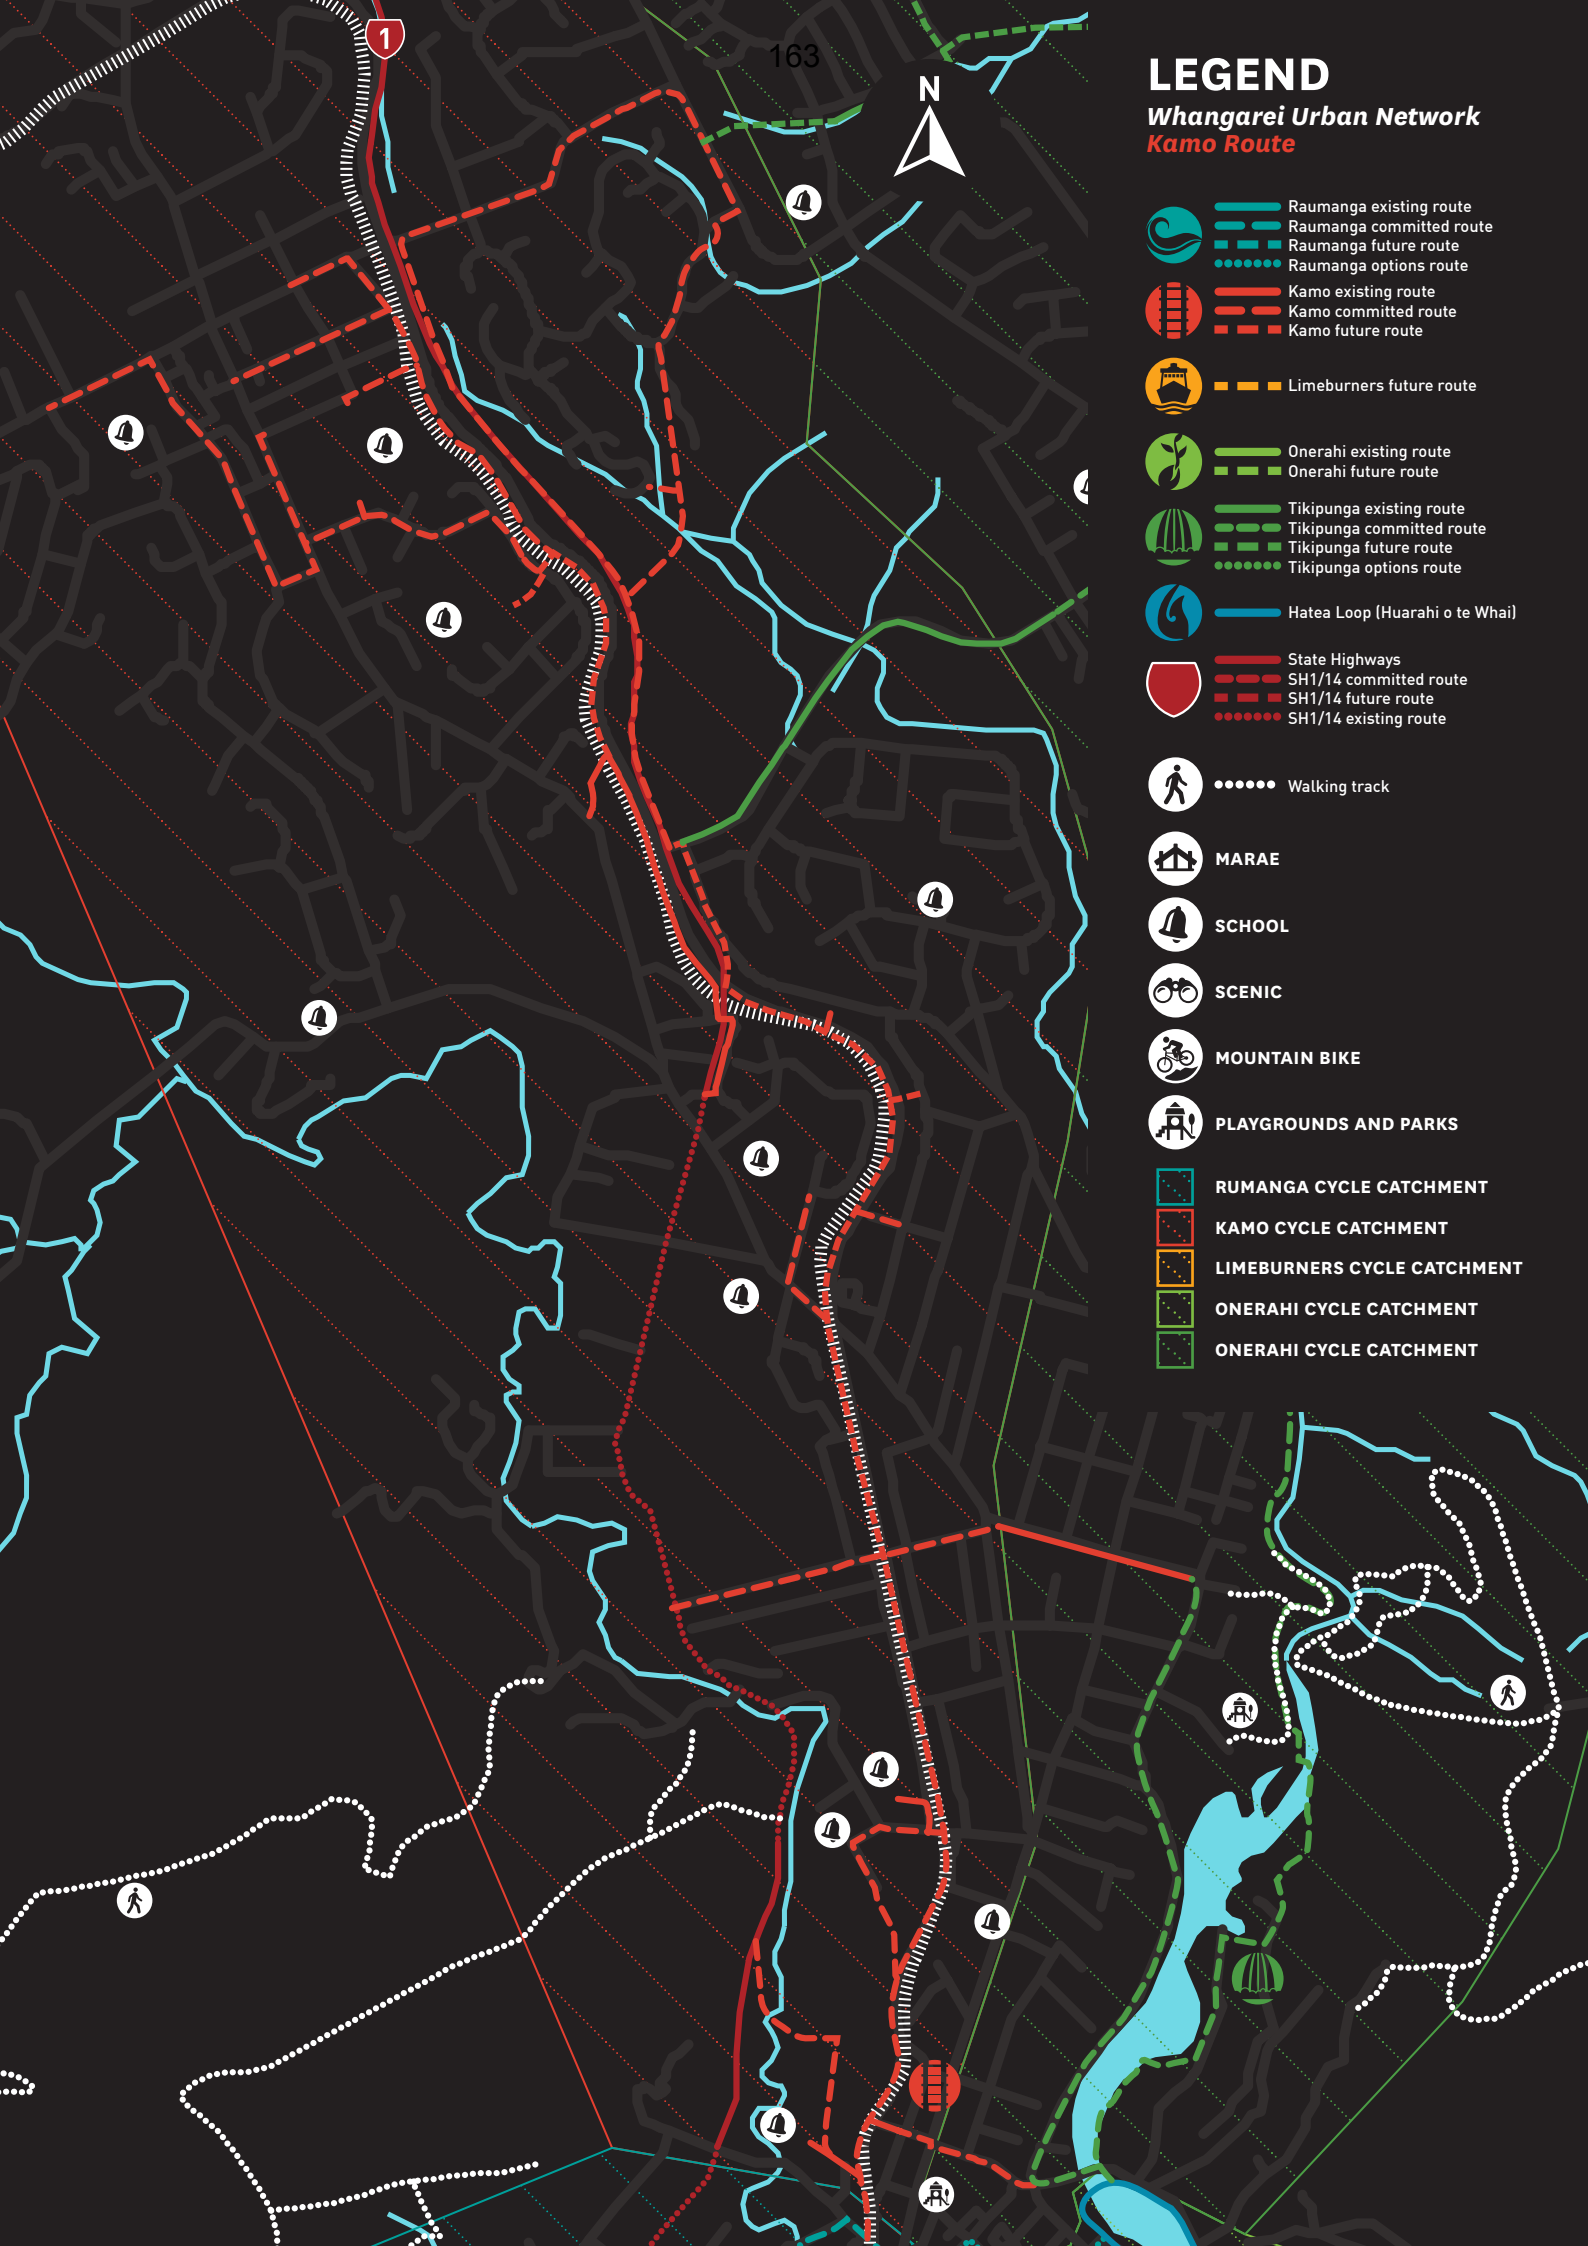 1
163
N
LEGEND
Whangarei Urban Network
Kamo Route
Raumanga existing route
Raumanga committed route
Raumanga future route
Raumanga options route
Kamo existing route
Kamo committed route
Kamo future route
Limeburners future route
Onerahi existing route
Onerahi future route
Tikipunga existing route
Tikipunga committed route
Tikipunga future route
Tikipunga options route
Hatea Loop (Huarahi o te Whai)
State Highways
SH1/14 committed route
SH1/14 future route
SH1/14 existing route
Walking track
MARAE
SCHOOL
SCENIC
MOUNTAIN BIKE
PLAYGROUNDS AND PARKS
RUMANGA CYCLE CATCHMENT
KAMO CYCLE CATCHMENT
LIMEBURNERS CYCLE CATCHMENT
ONERAHI CYCLE CATCHMENT
ONERAHI CYCLE CATCHMENT